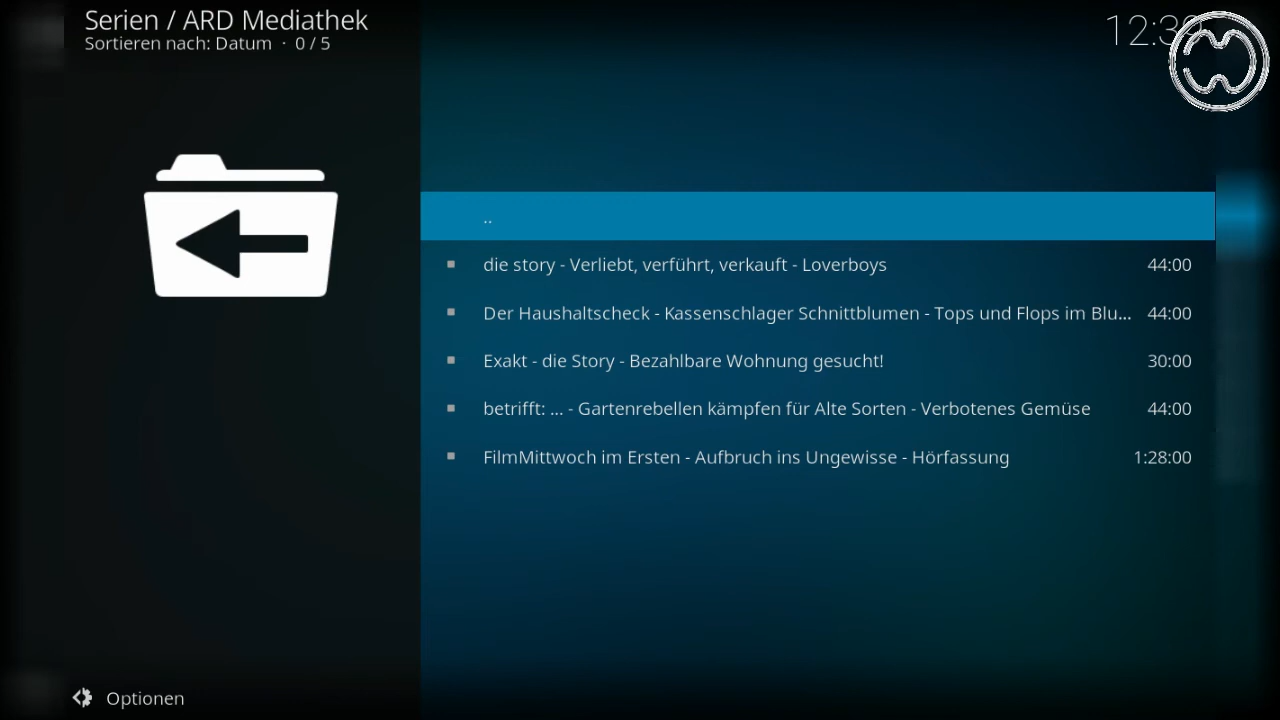 Serien / ARD Mediathek
Sortieren nach: Datum · 0 / 5
..
die story - Verliebt, verführt, verkauft - Loverboys 44:00
Der Haushaltscheck - Kassenschlager Schnittblumen - Tops und Flops im Blu... 44:00
Exakt - die Story - Bezahlbare Wohnung gesucht! 30:00
betrifft: ... - Gartenrebellen kämpfen für Alte Sorten - Verbotenes Gemüse 44:00
FilmMittwoch im Ersten - Aufbruch ins Ungewisse - Hörfassung 1:28:00
Optionen